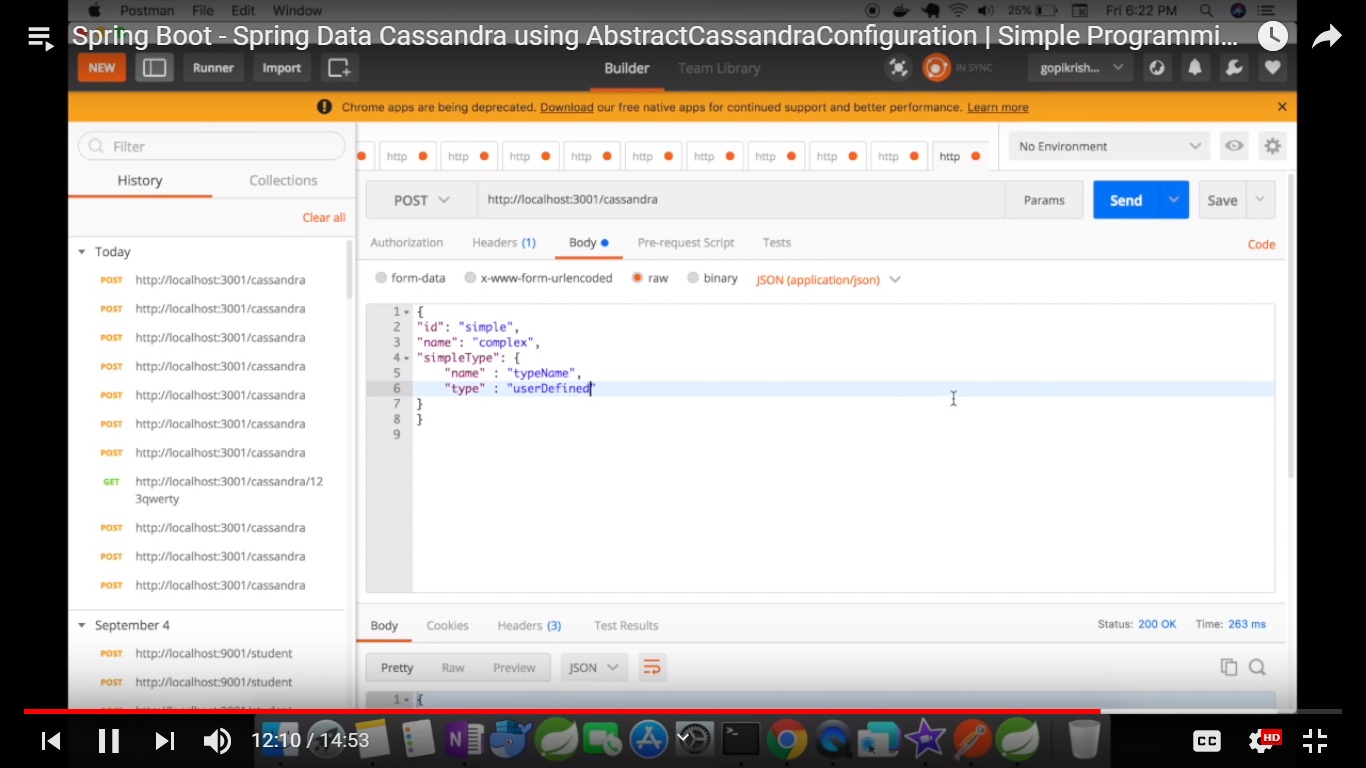 Postman File Edit Window 25% Fri 6:22 PM
Spring Boot - Spring Data Cassandra using AbstractCassandraConfiguration | Simple Programmi...
NEW Runner Import Builder Team Library IN SYNC gopikrish...
Chrome apps are being deprecated. Download our free native apps for continued support and better performance. Learn more
Filter
History Collections
Clear all
Today
POST http://localhost:3001/cassandra
POST http://localhost:3001/cassandra
POST http://localhost:3001/cassandra
POST http://localhost:3001/cassandra
POST http://localhost:3001/cassandra
POST http://localhost:3001/cassandra
POST http://localhost:3001/cassandra
GET http://localhost:3001/cassandra/12
3qwerty
POST http://localhost:3001/cassandra
POST http://localhost:3001/cassandra
POST http://localhost:3001/cassandra
September 4
POST http://localhost:9001/student
POST http://localhost:9001/student
http http http http http http http http http http
No Environment
POST http://localhost:3001/cassandra Params Send Save
Authorization Headers (1) Body Pre-request Script Tests Code
form-data x-www-form-urlencoded raw binary JSON (application/json)
1 {
2 "id": "simple",
3 "name": "complex",
4 "simpleType": {
5 "name" : "typeName",
6 "type" : "userDefined"
7 }
8 }
9
Body Cookies Headers (3) Test Results Status: 200 OK Time: 263 ms
Pretty Raw Preview JSON
1 {
12:10 / 14:53 CC HD